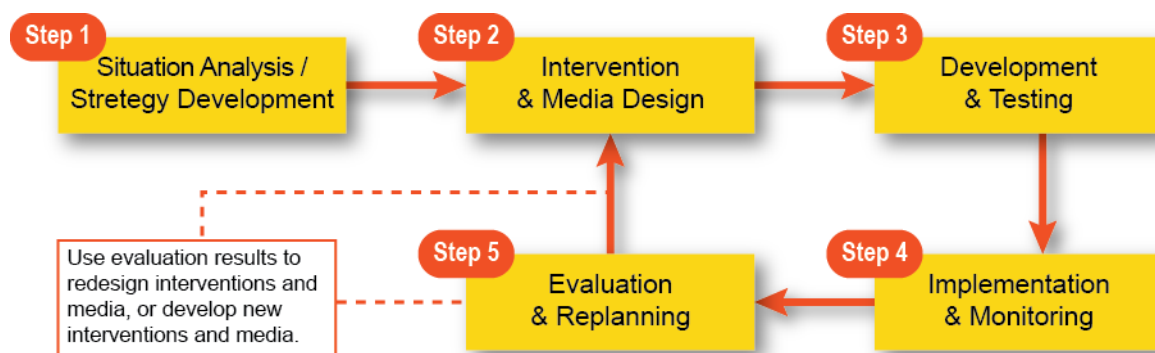 Step 1
Situation Analysis /
Stretegy Development
Step 2
Intervention
& Media Design
Step 3
Development
& Testing
Use evaluation results to
redesign interventions and
media, or develop new
interventions and media.
Step 5
Evaluation
& Replanning
Step 4
Implementation
& Monitoring